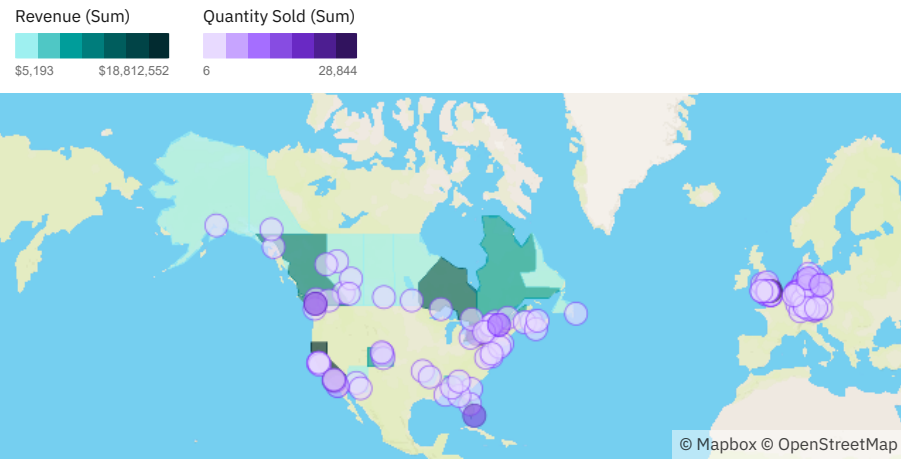 Revenue (Sum)
Quantity Sold (Sum)
$5,193
$18,812,552
6
28,844
© Mapbox © OpenStreetMap